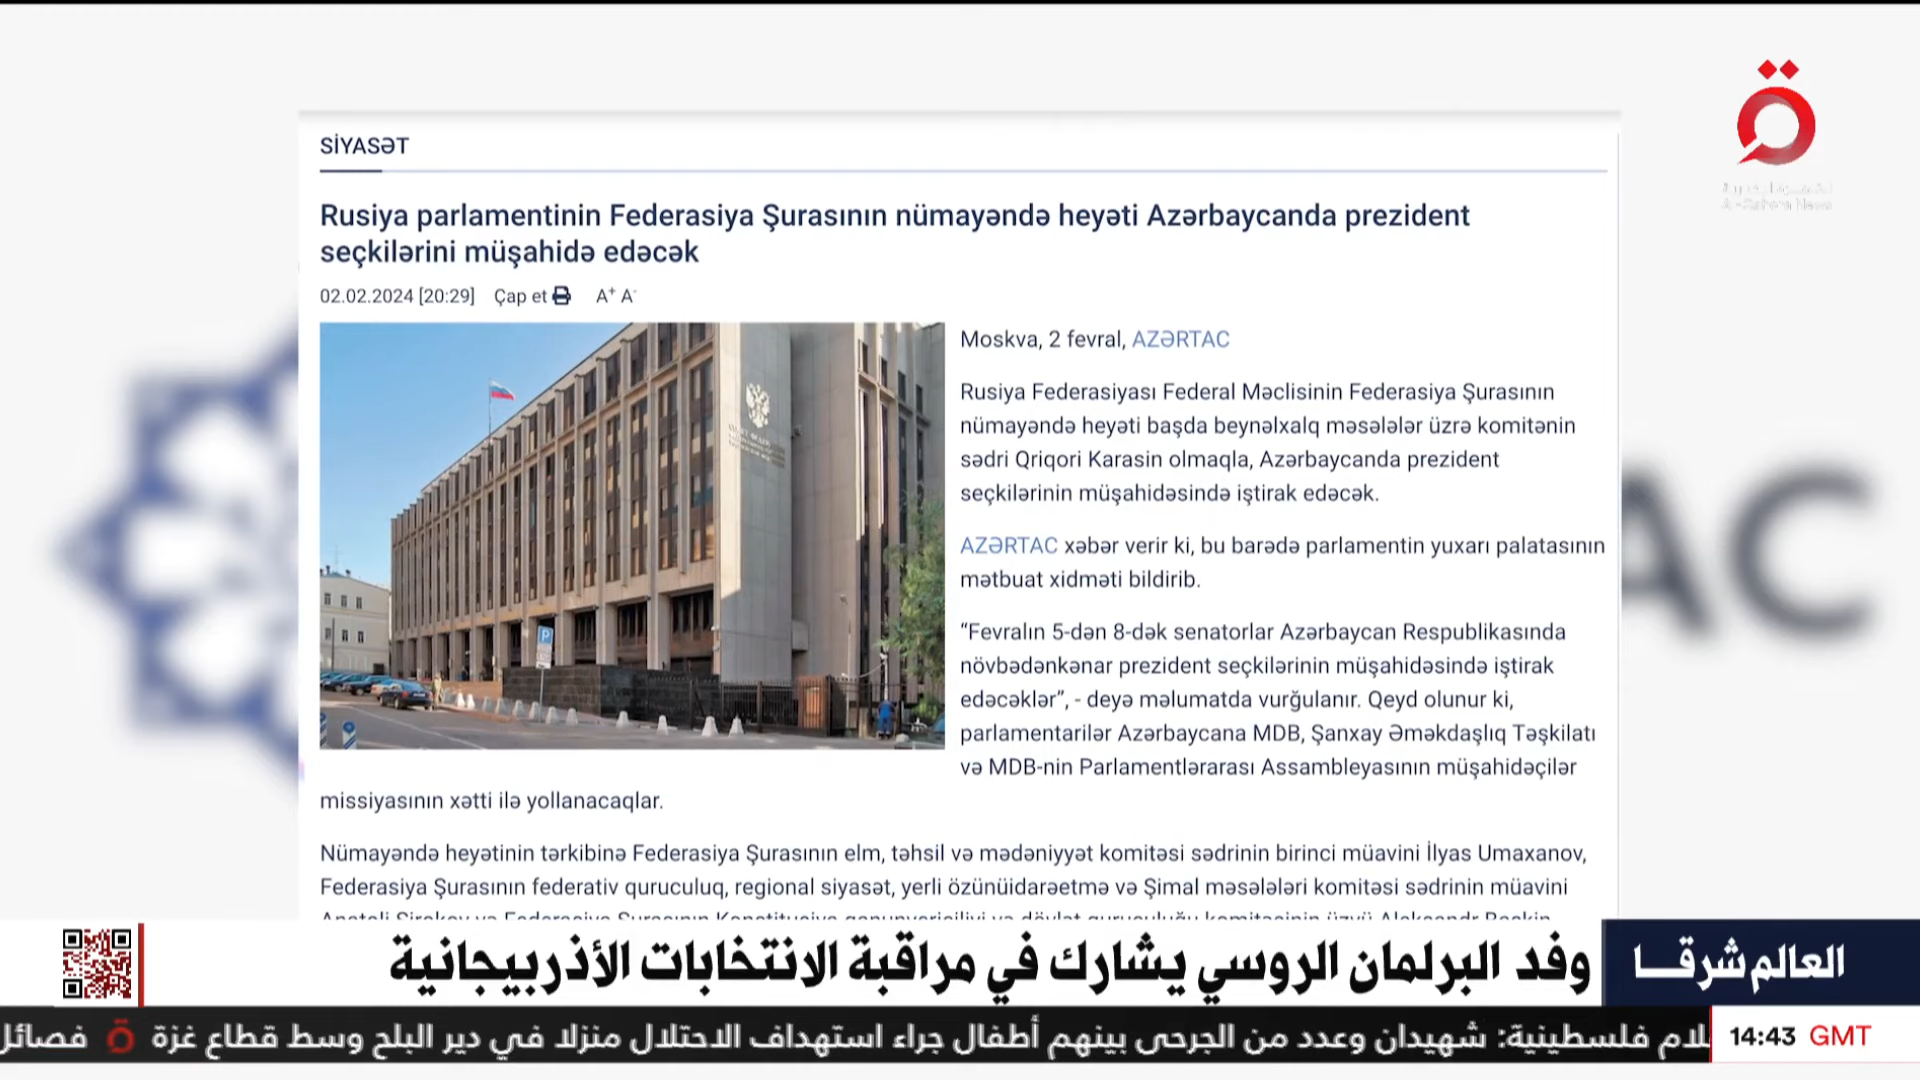 SİYASƏT
Rusiya parlamentinin Federasiya Şurasının nümayəndə heyəti Azərbaycanda prezident
seçkilərini müşahidə edəcək
02.02.2024 [20:29] Çap et A+ A-
Moskva, 2 fevral, AZƏRTAC
Rusiya Federasiyası Federal Məclisinin Federasiya Şurasının
nümayəndə heyəti başda beynəlxalq məsələlər üzrə komitənin
sədri Qriqori Karasin olmaqla, Azərbaycanda prezident
seçkilərinin müşahidəsində iştirak edəcək.
AZƏRTAC xəbər verir ki, bu barədə parlamentin yuxarı palatasının
mətbuat xidməti bildirib.
“Fevralın 5-dən 8-dək senatorlar Azərbaycan Respublikasında
növbədənkənar prezident seçkilərinin müşahidəsində iştirak
edəcəklər”, - deyə məlumatda vurğulanır. Qeyd olunur ki,
parlamentarilər Azərbaycana MDB, Şanxay Əməkdaşlıq Təşkilatı
və MDB-nin Parlamentlərarası Assambleyasının müşahidəçilər
missiyasının xətti ilə yollanacaqlar.
Nümayəndə heyətinin tərkibinə Federasiya Şurasının elm, təhsil və mədəniyyət komitəsi sədrinin birinci müavini İlyas Umaxanov,
Federasiya Şurasının federativ quruculuq, regional siyasət, yerli özünüidarəetmə və Şimal məsələləri komitəsi sədrinin müavini
العالم شرقــا
وفد البرلمان الروسي يشارك في مراقبة الانتخابات الأذربيجانية
فلسطينية: شهيدان وعدد من الجرحى بينهم أطفال جراء استهداف الاحتلال منزلا في دير البلح وسط قطاع غزة
14:43 GMT